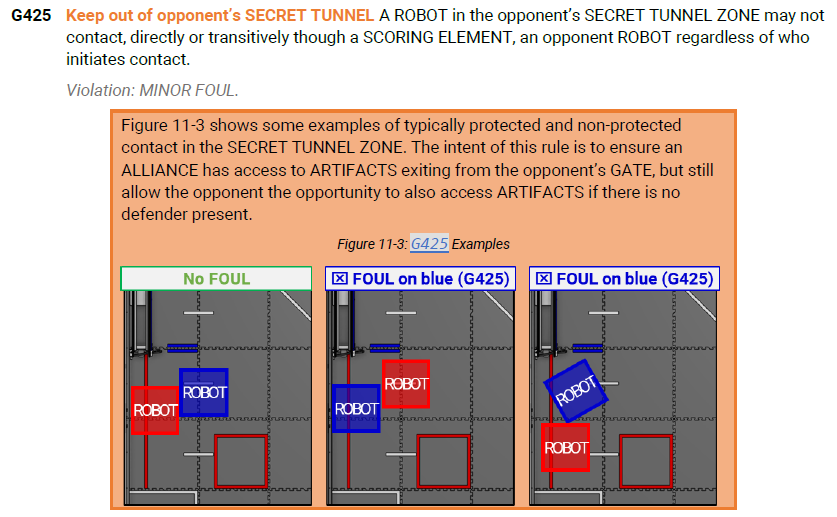 G425 Keep out of opponent’s SECRET TUNNEL A ROBOT in the opponent’s SECRET TUNNEL ZONE may not
contact, directly or transitively though a SCORING ELEMENT, an opponent ROBOT regardless of who
initiates contact.
Violation: MINOR FOUL.
Figure 11-3 shows some examples of typically protected and non-protected
contact in the SECRET TUNNEL ZONE. The intent of this rule is to ensure an
ALLIANCE has access to ARTIFACTS exiting from the opponent’s GATE, but still
allow the opponent the opportunity to also access ARTIFACTS if there is no
defender present.
Figure 11-3: G425 Examples
No FOUL
ROBOT
ROBOT
☒ FOUL on blue (G425)
ROBOT
ROBOT
☒ FOUL on blue (G425)
ROBOT
ROBOT